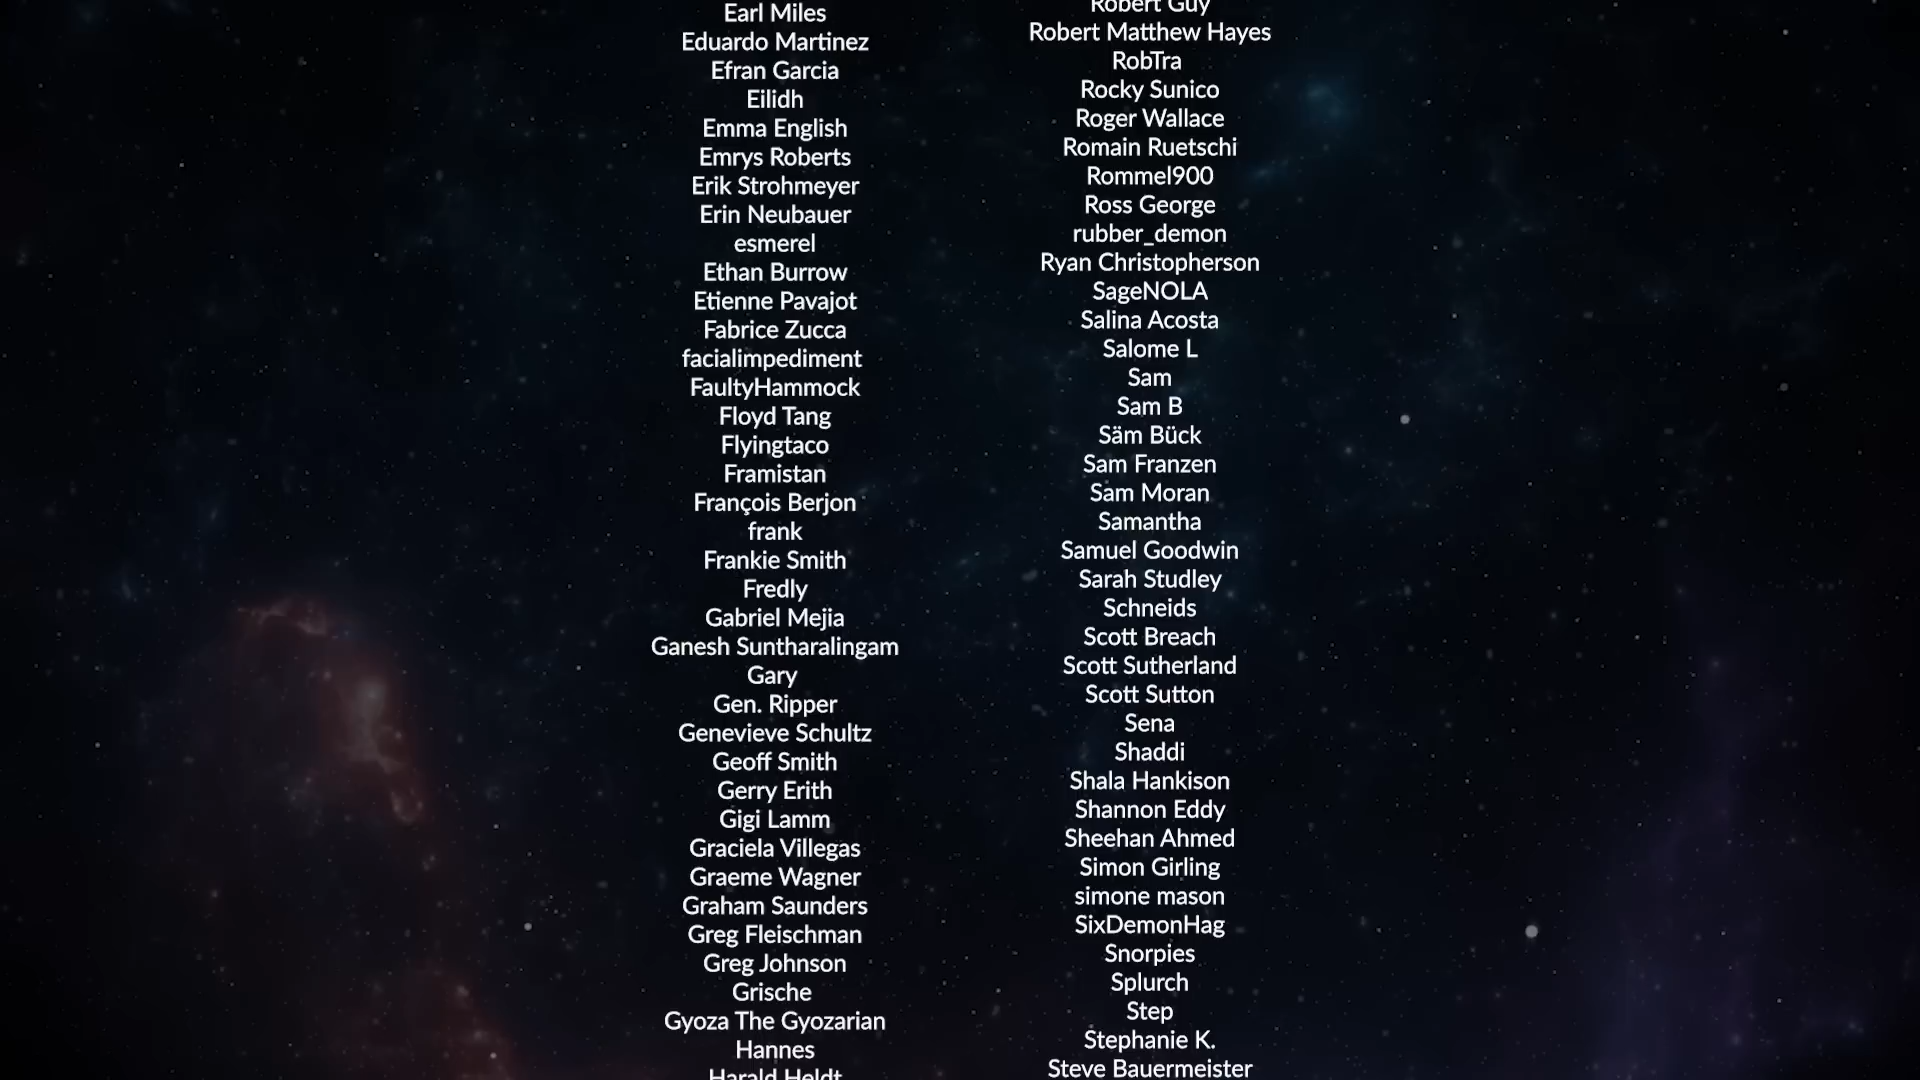 Earl Miles
Eduardo Martinez
Efran Garcia
Eilidh
Emma English
Emrys Roberts
Erik Strohmeyer
Erin Neubauer
esmerel
Ethan Burrow
Etienne Pavajot
Fabrice Zucca
facialimpediment
FaultyHammock
Floyd Tang
Flyingtaco
Framistan
François Berjon
frank
Frankie Smith
Fredly
Gabriel Mejia
Ganesh Suntharalingam
Gary
Gen. Ripper
Genevieve Schultz
Geoff Smith
Gerry Erith
Gigi Lamm
Graciela Villegas
Graeme Wagner
Graham Saunders
Greg Fleischman
Greg Johnson
Grische
Gyoza The Gyozarian
Hannes
Harald Heldt
Robert Guy
Robert Matthew Hayes
RobTra
Rocky Sunico
Roger Wallace
Romain Ruetschi
Rommel900
Ross George
rubber_demon
Ryan Christopherson
SageNOLA
Salina Acosta
Salome L
Sam
Sam B
Säm Bück
Sam Franzen
Sam Moran
Samantha
Samuel Goodwin
Sarah Studley
Schneids
Scott Breach
Scott Sutherland
Scott Sutton
Sena
Shaddi
Shala Hankison
Shannon Eddy
Sheehan Ahmed
Simon Girling
simone mason
SixDemonHag
Snorpies
Splurch
Step
Stephanie K.
Steve Bauermeister